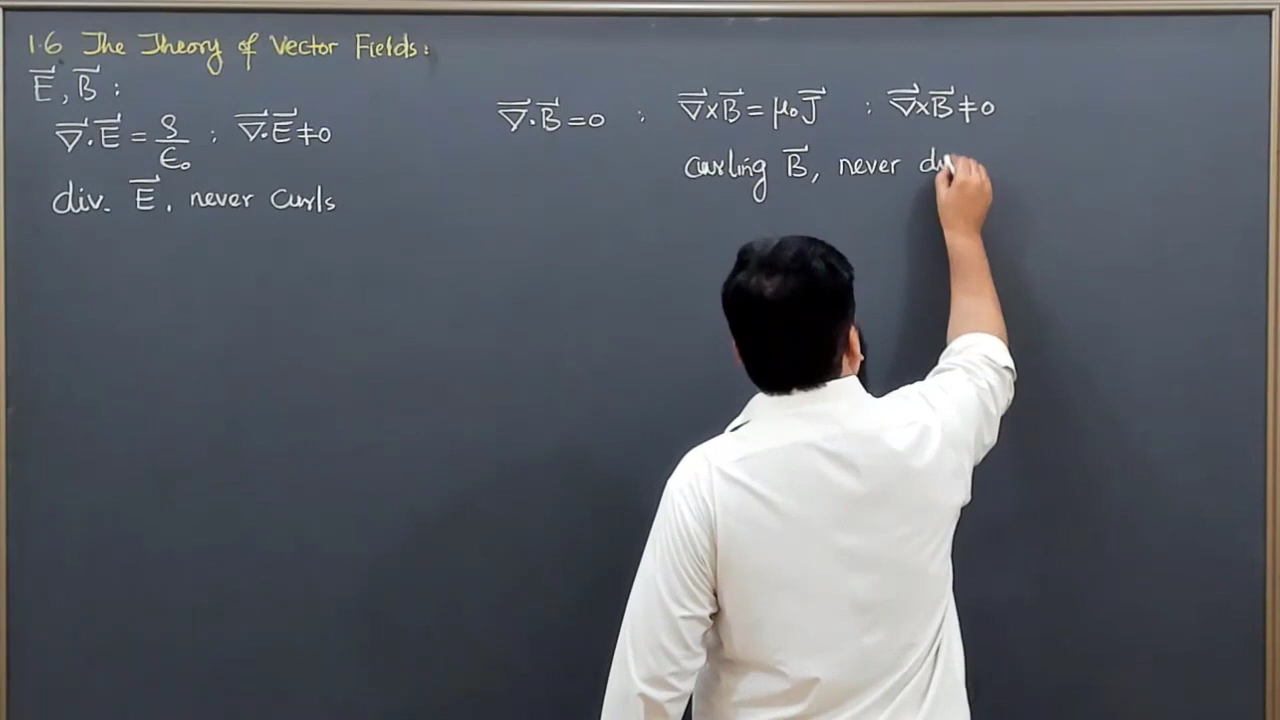 1.6 The Theory of Vector Fields:
E⃗, B⃗ :
∇⃗·E⃗ = ρ/ϵ₀ ; ∇⃗·E⃗ ≠ 0
div. E⃗, never curls
∇⃗·B⃗ = 0 ; ∇⃗×B⃗ = μ₀J⃗ ; ∇⃗×B⃗ ≠ 0
curling B⃗, never